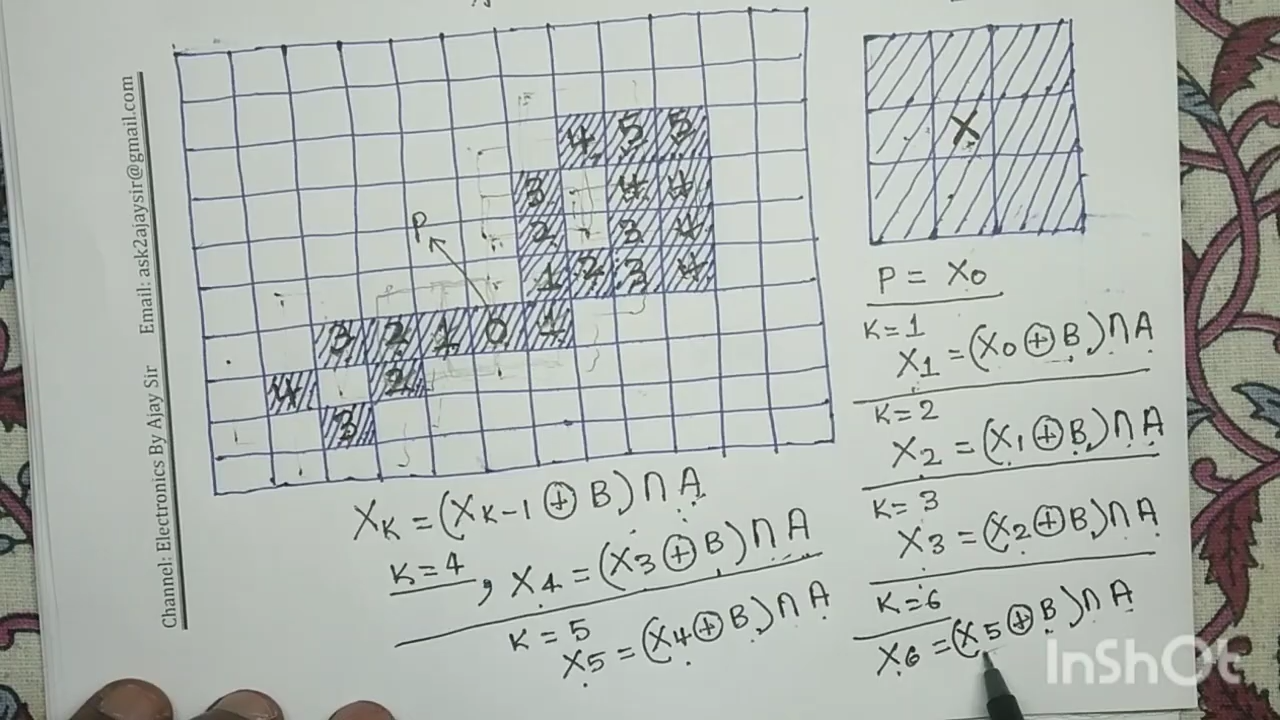 Channel: Electronics By Ajay Sir Email: ask2ajaysir@gmail.com
4 5 5
3 4 4
2 3 4
P
1 2 3 4
3 2 1 0 1
4 2
3
X
P = X0
K=1
X1 = (X0 ⊕ B) ∩ A
K=2
X2 = (X1 ⊕ B) ∩ A
K=3
X3 = (X2 ⊕ B) ∩ A
K=6
X6 = (X5 ⊕ B) ∩ A
XK = (XK-1 ⊕ B) ∩ A
K=4, X4 = (X3 ⊕ B) ∩ A
K=5
X5 = (X4 ⊕ B) ∩ A
InShOt